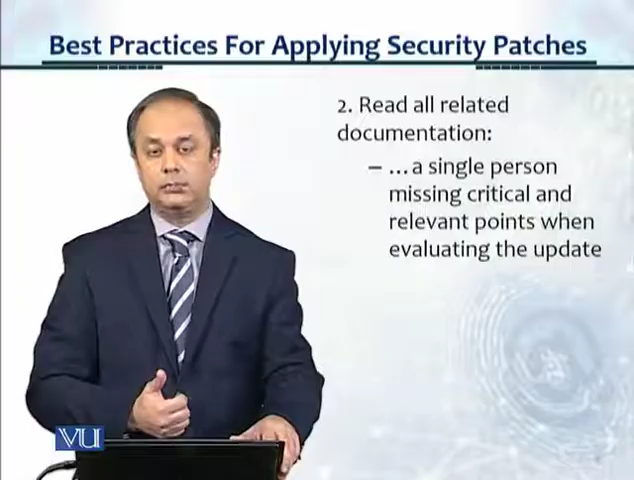 Best Practices For Applying Security Patches
2. Read all related
documentation:
– ...a single person
missing critical and
relevant points when
evaluating the update
VU